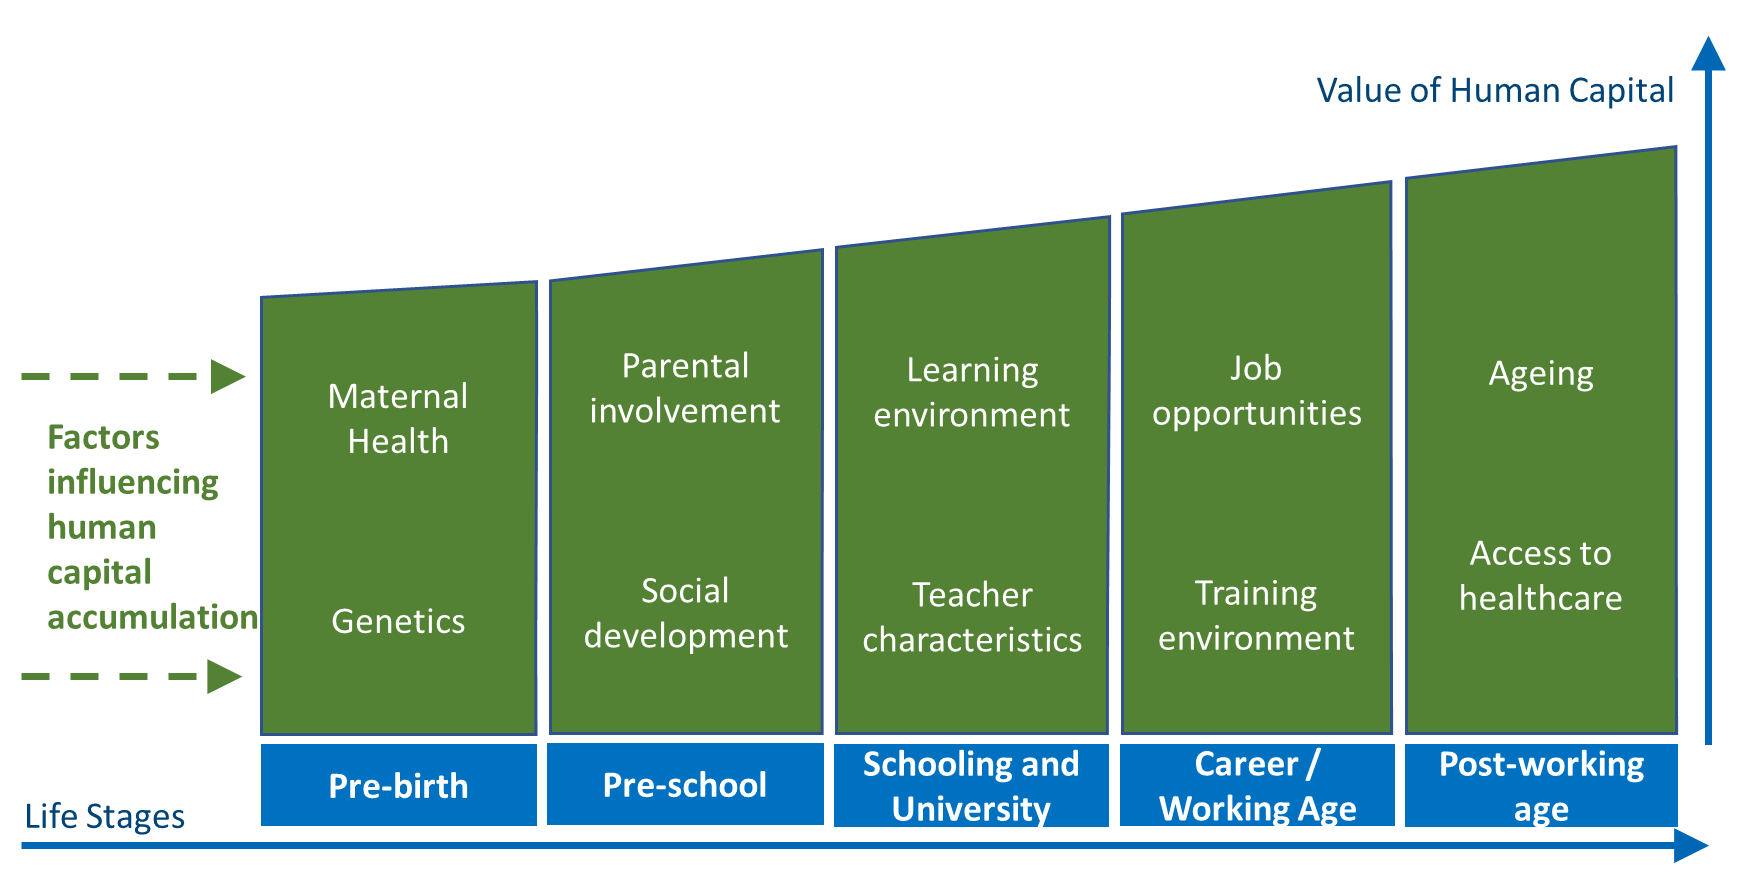 Value of Human Capital
Factors
influencing
human
capital
accumulation
Maternal
Health
Genetics
Parental
involvement
Social
development
Learning
environment
Teacher
characteristics
Job
opportunities
Training
environment
Ageing
Access to
healthcare
Pre-birth
Pre-school
Schooling and
University
Career /
Working Age
Post-working
age
Life Stages